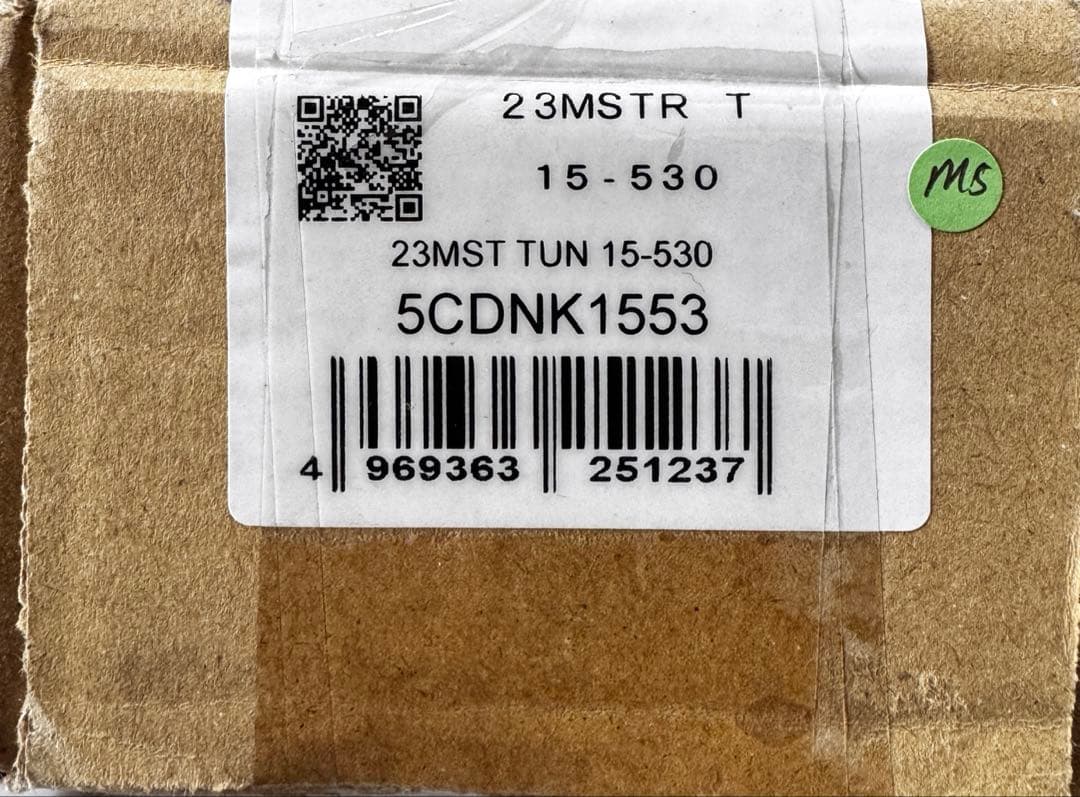 23MSTR T
15-530
Ms
23MST TUN 15-530
5CDNK1553
4 969363 251237